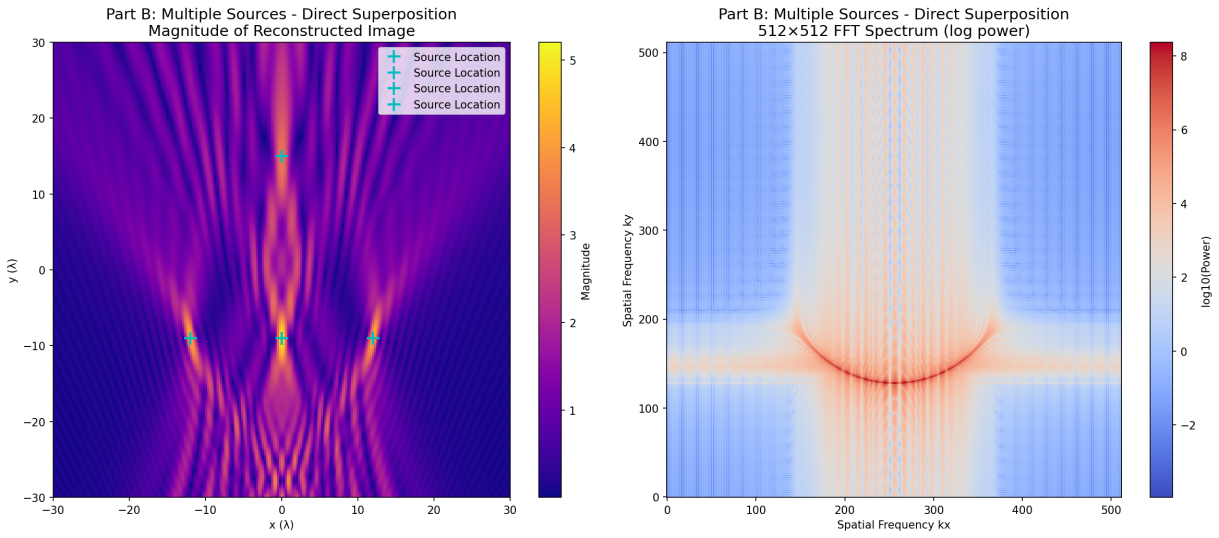 Part B: Multiple Sources - Direct Superposition
Magnitude of Reconstructed Image
30
20
10
0
−10
−20
−30
−30
−20
−10
0
10
20
30
x (λ)
y (λ)
Source Location
Source Location
Source Location
Source Location
5
4
3
2
1
Magnitude
Part B: Multiple Sources - Direct Superposition
512×512 FFT Spectrum (log power)
500
400
300
200
100
0
0
100
200
300
400
500
Spatial Frequency kx
Spatial Frequency ky
8
6
4
2
0
−2
log10(Power)